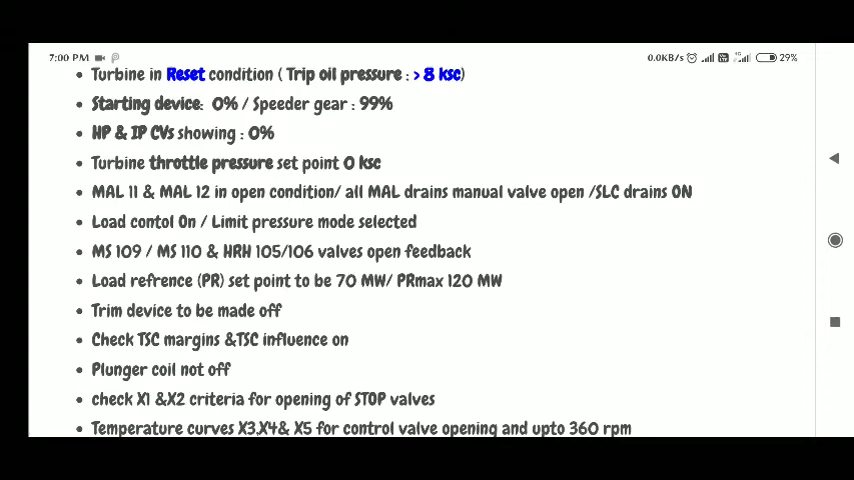 7:00 PM
0.0KB/s
29%
Turbine in Reset condition ( Trip oil pressure : > 8 ksc)
Starting device: 0% / Speeder gear : 99%
HP & IP CVs showing : 0%
Turbine throttle pressure set point 0 ksc
MAL 11 & MAL 12 in open condition/ all MAL drains manual valve open /SLC drains ON
Load contol On / Limit pressure mode selected
MS 109 / MS 110 & HRH 105/106 valves open feedback
Load refrence (PR) set point to be 70 MW/ PRmax 120 MW
Trim device to be made off
Check TSC margins &TSC influence on
Plunger coil not off
check X1 &X2 criteria for opening of STOP valves
Temperature curves X3,X4& X5 for control valve opening and upto 360 rpm